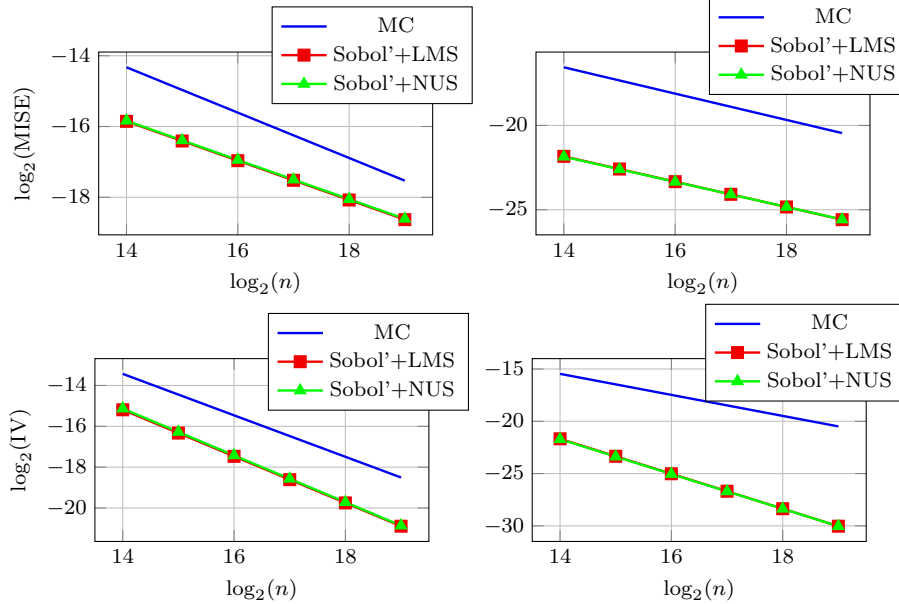 MC
Sobol'+LMS
Sobol'+NUS
−14
−16
−18
log₂(MISE)
14 16 18
log₂(n)
MC
Sobol'+LMS
Sobol'+NUS
−20
−25
14 16 18
log₂(n)
MC
Sobol'+LMS
Sobol'+NUS
−14
−16
−18
−20
log₂(IV)
14 16 18
log₂(n)
MC
Sobol'+LMS
Sobol'+NUS
−15
−20
−25
−30
14 16 18
log₂(n)